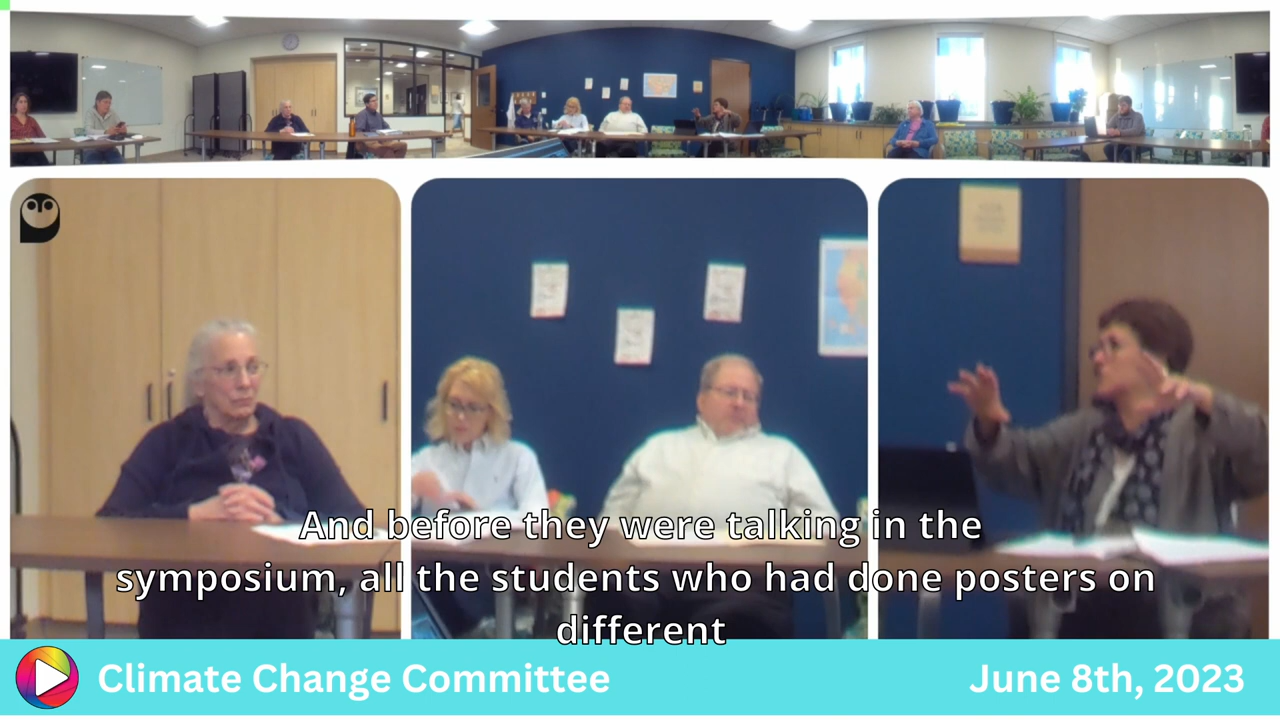 And before they were talking in the
symposium, all the students who had done posters on
different
Climate Change Committee
June 8th, 2023